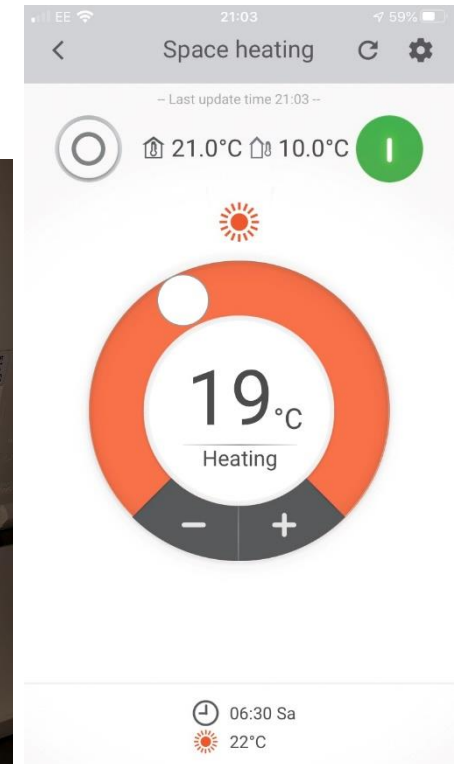 EE 21:03 59%
Space heating
-- Last update time 21:03 --
21.0°C 10.0°C
19°C
Heating
− +
06:30 Sa
22°C